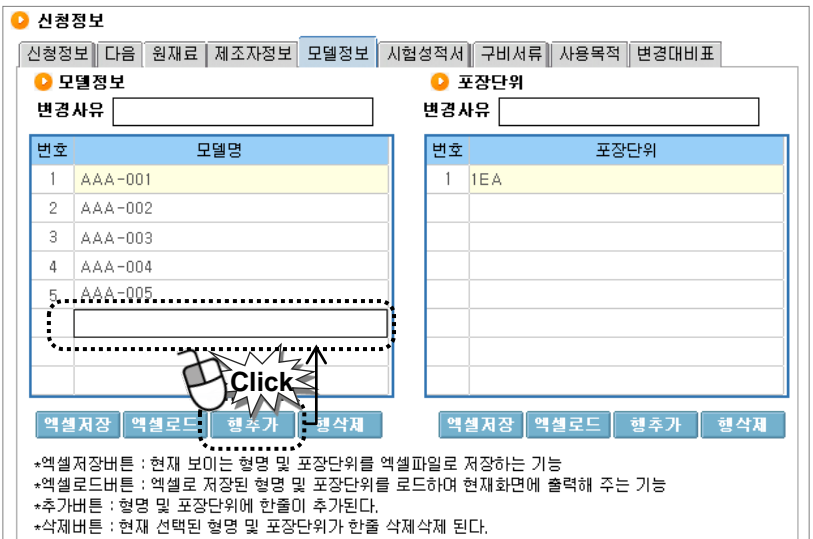 신청정보
신청정보 다음 원재료 제조자정보 모델정보 시험성적서 구비서류 사용목적 변경대비표
모델정보
변경사유
번호 모델명
1 AAA-001
2 AAA-002
3 AAA-003
4 AAA-004
5 AAA-005
포장단위
변경사유
번호 포장단위
1 1EA
Click
엑셀저장 엑셀로드 행추가 행삭제
엑셀저장 엑셀로드 행추가 행삭제
*엑셀저장버튼 : 현재 보이는 형명 및 포장단위를 엑셀파일로 저장하는 기능
*엑셀로드버튼 : 엑셀로 저장된 형명 및 포장단위를 로드하여 현재화면에 출력해 주는 기능
*추가버튼 : 형명 및 포장단위에 한줄이 추가된다.
*삭제버튼 : 현재 선택된 형명 및 포장단위가 한줄 삭제삭제 된다.